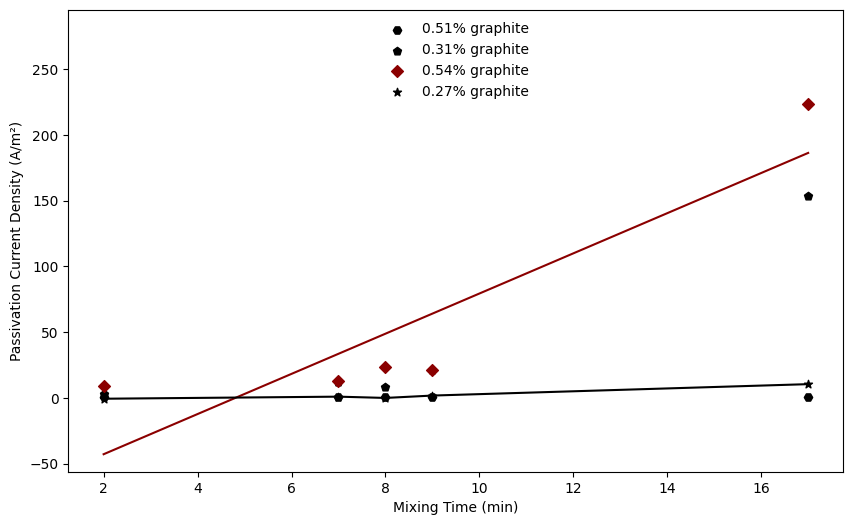 0.51% graphite
0.31% graphite
0.54% graphite
0.27% graphite
250
200
150
100
50
0
−50
Passivation Current Density (A/m²)
2 4 6 8 10 12 14 16
Mixing Time (min)